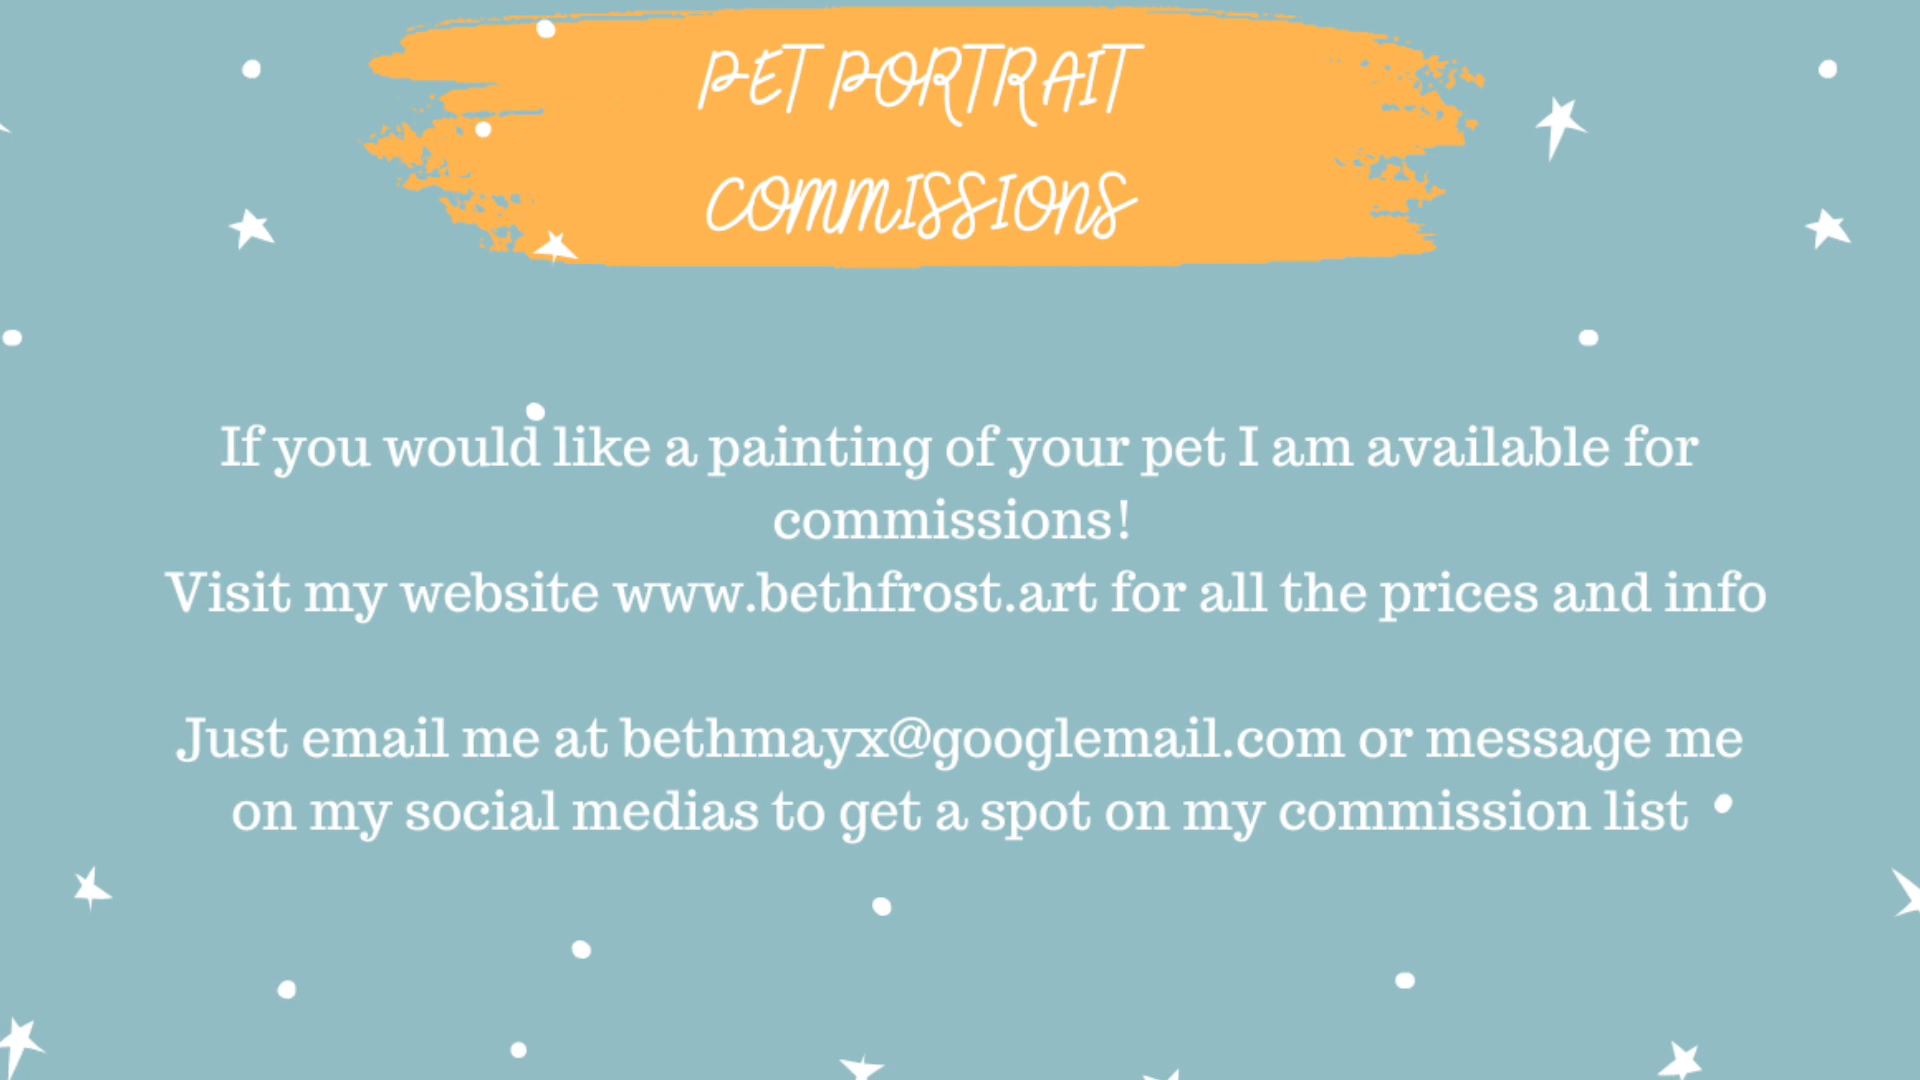 PET PORTRAIT
COMMISSIONS
If you would like a painting of your pet I am available for
commissions!
Visit my website www.bethfrost.art for all the prices and info
Just email me at bethmayx@googlemail.com or message me
on my social medias to get a spot on my commission list